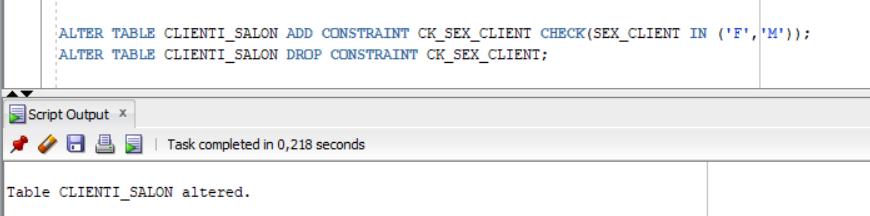 ALTER TABLE CLIENTI_SALON ADD CONSTRAINT CK_SEX_CLIENT CHECK(SEX_CLIENT IN ('F','M'));
ALTER TABLE CLIENTI_SALON DROP CONSTRAINT CK_SEX_CLIENT;
Script Output x
Task completed in 0,218 seconds
Table CLIENTI_SALON altered.